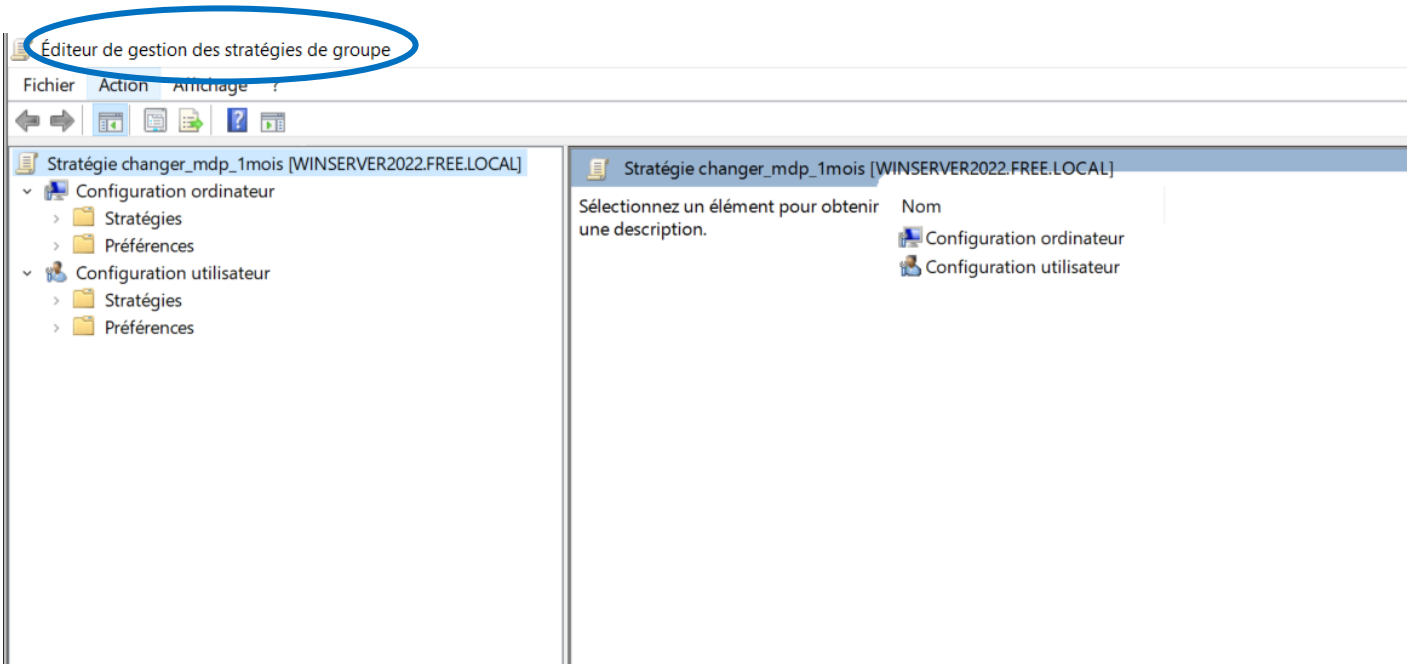 Éditeur de gestion des stratégies de groupe
Fichier Action Affichage ?
Stratégie changer_mdp_1mois [WINSERVER2022.FREE.LOCAL]
Configuration ordinateur
Stratégies
Préférences
Configuration utilisateur
Stratégies
Préférences
Stratégie changer_mdp_1mois [WINSERVER2022.FREE.LOCAL]
Sélectionnez un élément pour obtenir
une description.
Nom
Configuration ordinateur
Configuration utilisateur